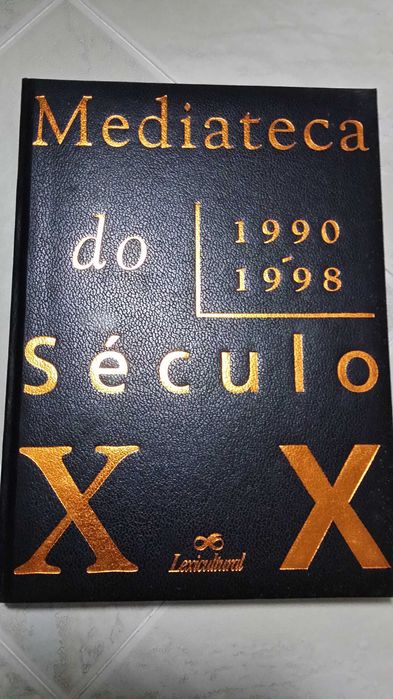 Mediateca
do
1990
-
1998
Século
X X
Lexicultural